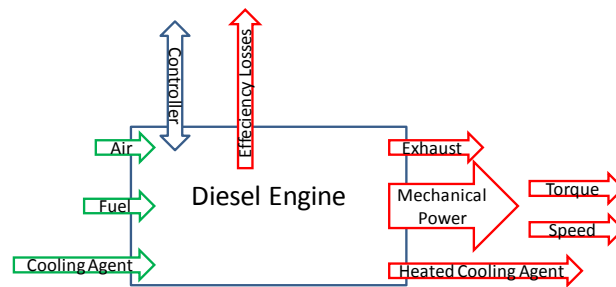 Controller
Effeciency Losses
Air
Fuel
Cooling Agent
Diesel Engine
Exhaust
Mechanical
Power
Heated Cooling Agent
Torque
Speed